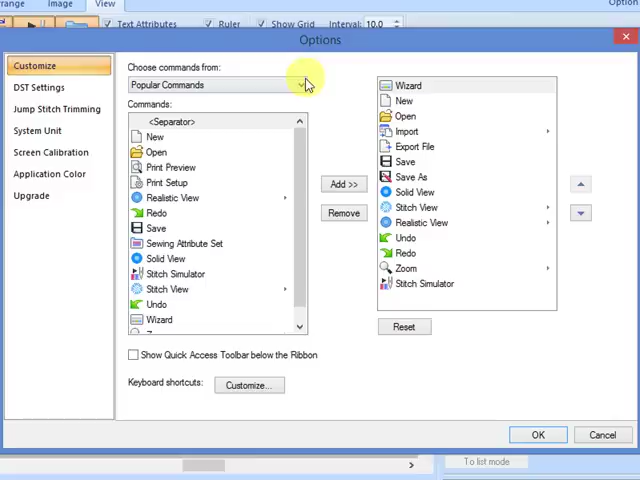 rrange Image View Option
Text Attributes Ruler Show Grid Interval: 10.0
Options
Customize
DST Settings
Jump Stitch Trimming
System Unit
Screen Calibration
Application Color
Upgrade
Choose commands from:
Popular Commands
Commands:
<Separator>
New
Open
Print Preview
Print Setup
Realistic View
Redo
Save
Sewing Attribute Set
Solid View
Stitch Simulator
Stitch View
Undo
Wizard
Add >>
Remove
Wizard
New
Open
Import
Export File
Save
Save As
Solid View
Stitch View
Realistic View
Undo
Redo
Zoom
Stitch Simulator
Reset
Show Quick Access Toolbar below the Ribbon
Keyboard shortcuts: Customize...
OK Cancel
To list mode